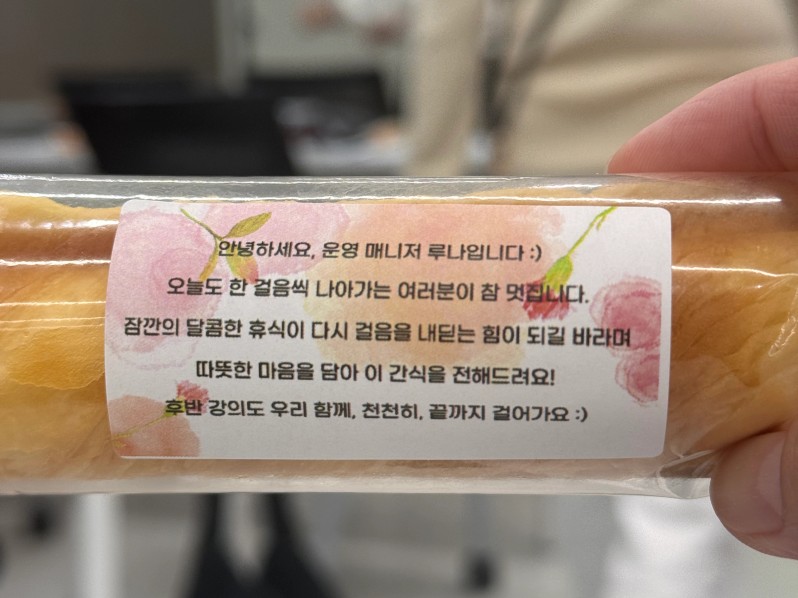 안녕하세요, 운영 매니저 루나입니다 :)
오늘도 한 걸음씩 나아가는 여러분이 참 멋집니다.
잠깐의 달콤한 휴식이 다시 걸음을 내딛는 힘이 되길 바라며
따뜻한 마음을 담아 이 간식을 전해드려요!
후반 강의도 우리 함께, 천천히, 끝까지 걸어가요 :)